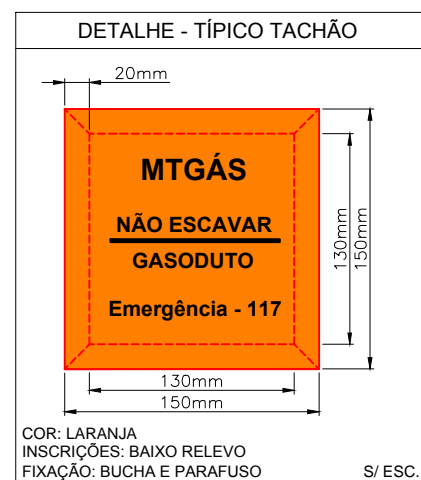 DETALHE - TÍPICO TACHÃO
20mm
MTGÁS
NÃO ESCAVAR
GASODUTO
Emergência - 117
130mm
150mm
130mm
150mm
COR: LARANJA
INSCRIÇÕES: BAIXO RELEVO
FIXAÇÃO: BUCHA E PARAFUSO S/ ESC.